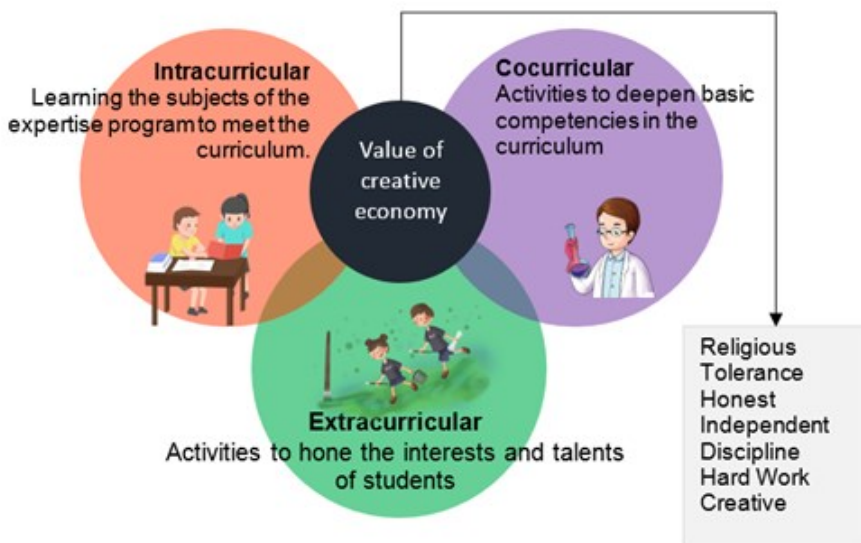 Intracurricular
Learning the subjects of the
expertise program to meet the
curriculum.
Value of
creative
economy
Cocurricular
Activities to deepen basic
competencies in the
curriculum
Extracurricular
Activities to hone the interests and talents
of students
Religious
Tolerance
Honest
Independent
Discipline
Hard Work
Creative